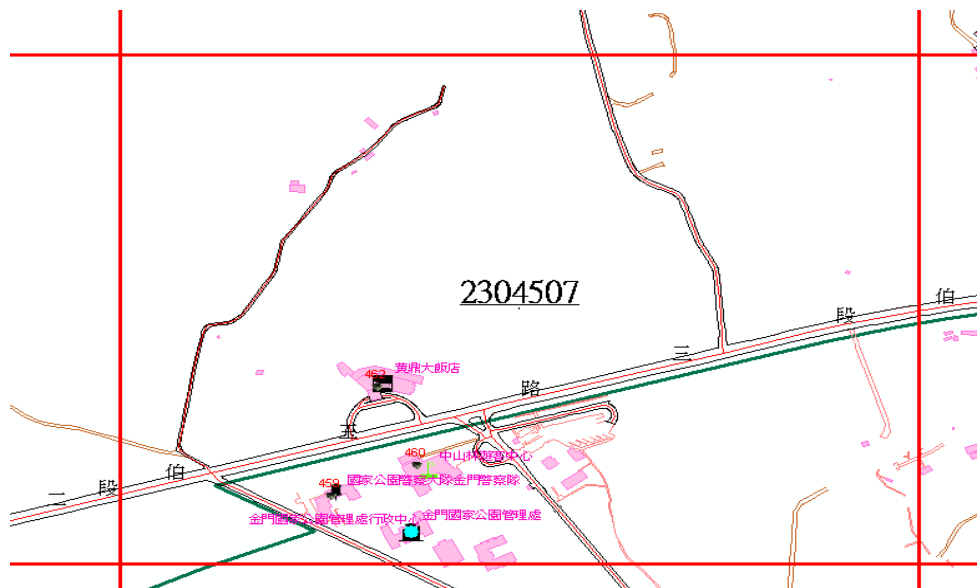 2304507
伯
段
三
462
黄鼎大飯店
路
五
460
中山林遊客中心
伯
459
國家公園警察大隊金門警察隊
段
二
金門國家公園管理處行政中心
金門國家公園管理處